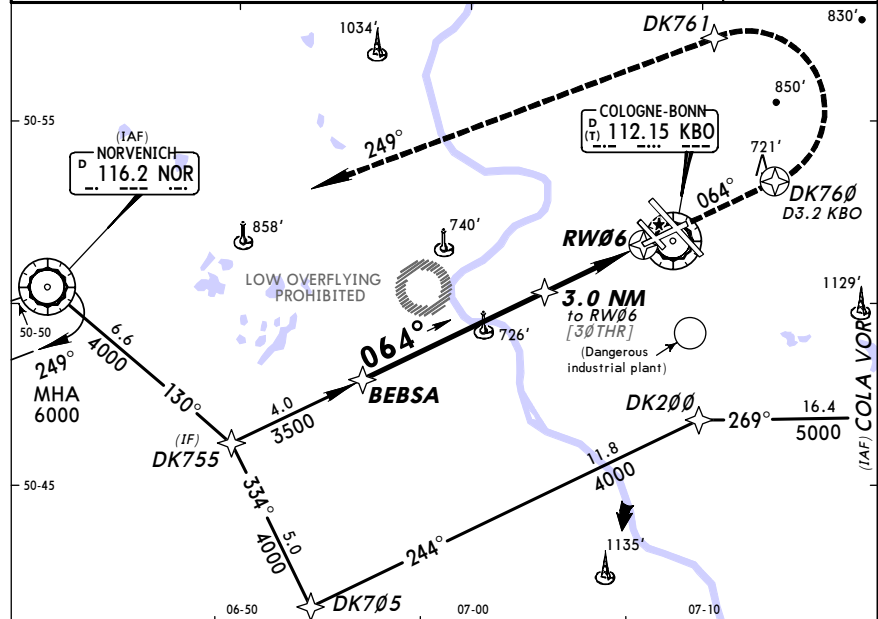 1034'
DK761
830'
850'
50-55
(IAF)
NORVENICH
D 116.2 NOR
COLOGNE-BONN
D
(T) 112.15 KBO
249°
721'
064°
DK76Ø
D3.2 KBO
858'
740'
RWØ6
LOW OVERFLYING
PROHIBITED
1129'
3.0 NM
to RWØ6
[3ØTHR]
726'
50-50
6.6
4000
064°
(Dangerous
industrial plant)
249°
MHA
6000
130°
BEBSA
4.0
3500
DK2ØØ
269°
16.4
5000
(IAF) COLA VOR
(IF)
DK755
11.8
4000
50-45
334°
5.0
4000
244°
1135'
DK7Ø5
06-50
07-00
07-10